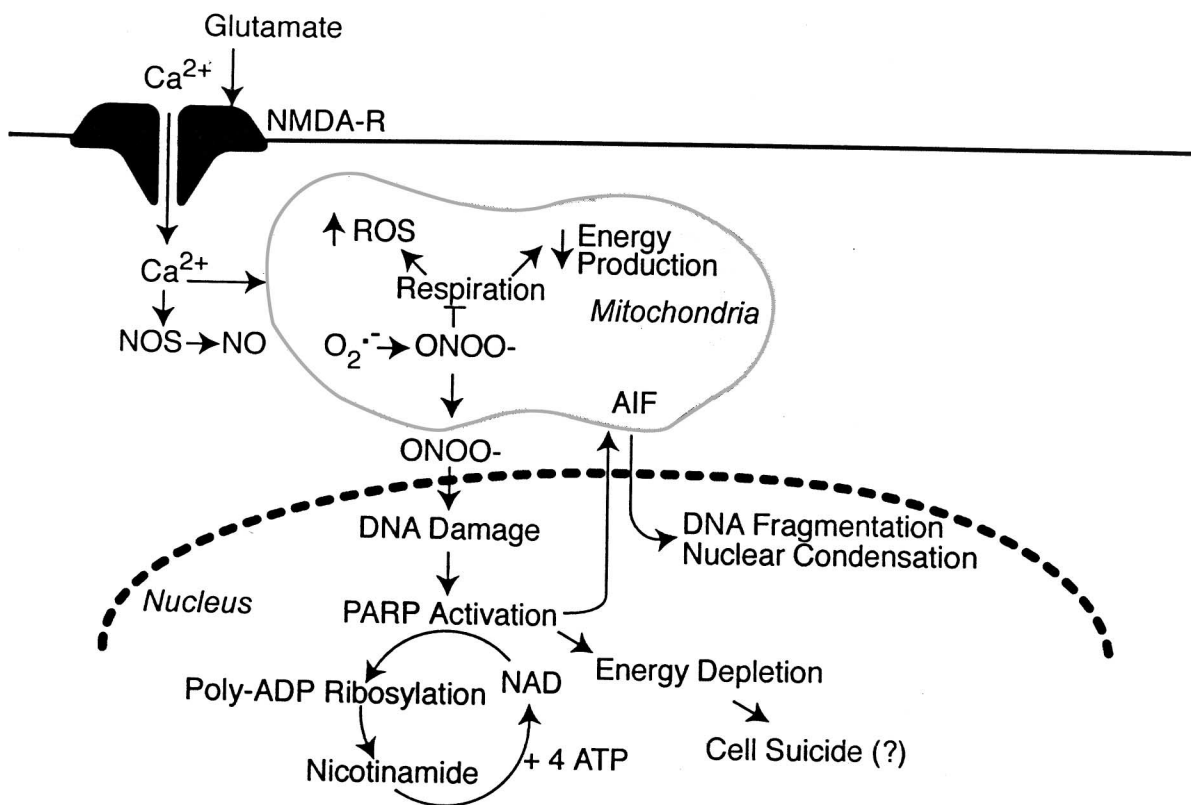 Glutamate
Ca²⁺
NMDA-R
↑ ROS
↓ Energy
Production
Ca²⁺
Respiration
Mitochondria
NOS → NO
O₂·⁻ → ONOO-
AIF
ONOO-
DNA Damage
DNA Fragmentation
Nuclear Condensation
Nucleus
PARP Activation
Energy Depletion
Poly-ADP Ribosylation
NAD
Cell Suicide (?)
+ 4 ATP
Nicotinamide